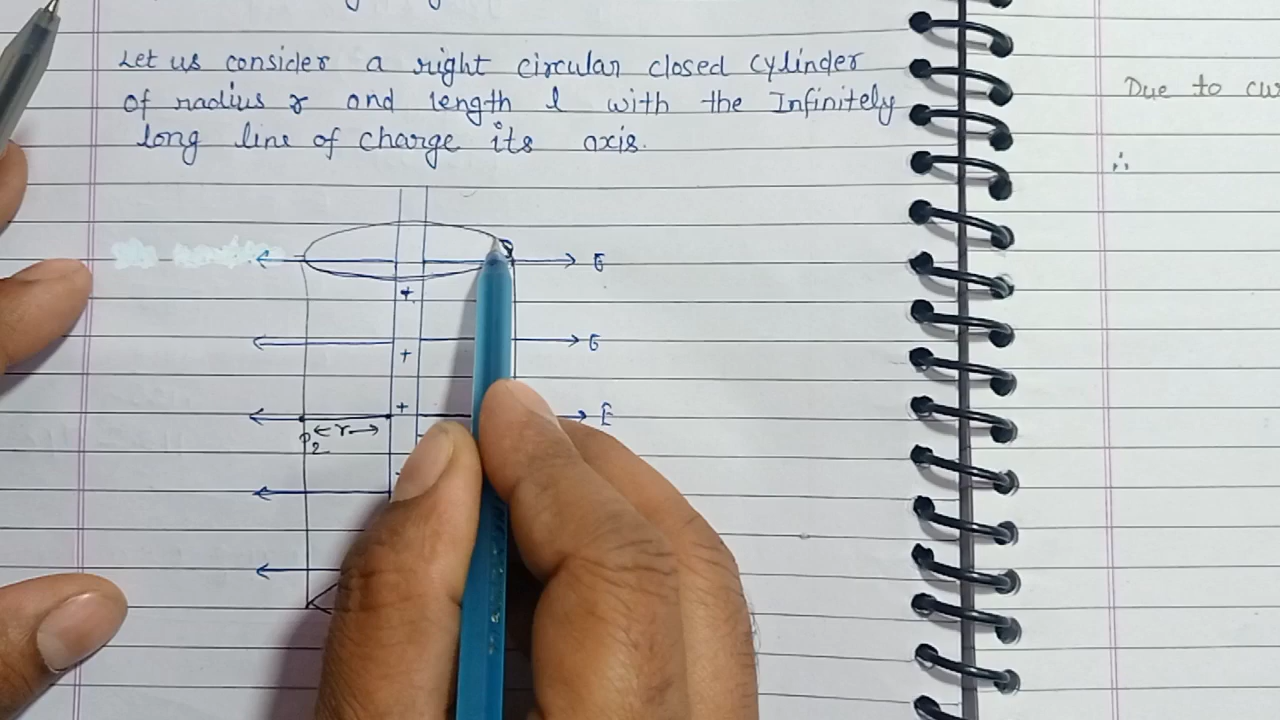 Let us consider a right circular closed cylinder
of radius r and length l with the Infinitely
long line of charge its axis.
E
+
E
+
+
E
P2
← r →
Due to
∴